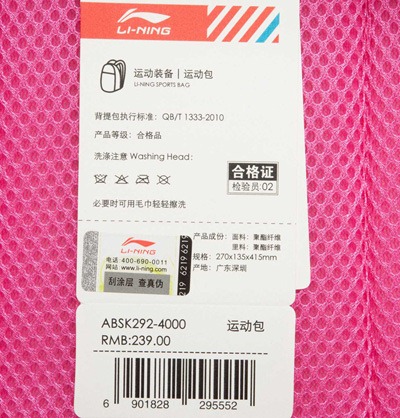 LI-NING
运动装备 | 运动包
LI-NING SPORTS BAG
背提包执行标准: QB/T 1333-2010
产品等级: 合格品
洗涤注意 Washing Head:
合格证
检验员:02
必要时可用毛巾轻轻擦洗
LI-NING
电话 400-690-0011
网站 www.li-ning.com
刮涂层 查真伪
6219 6219 6219
产品成份: 面料: 聚酯纤维
里料: 聚酯纤维
规格: 270x135x415mm
产地: 广东深圳
ABSK292-4000 运动包
RMB:239.00
6 901828 295552 >